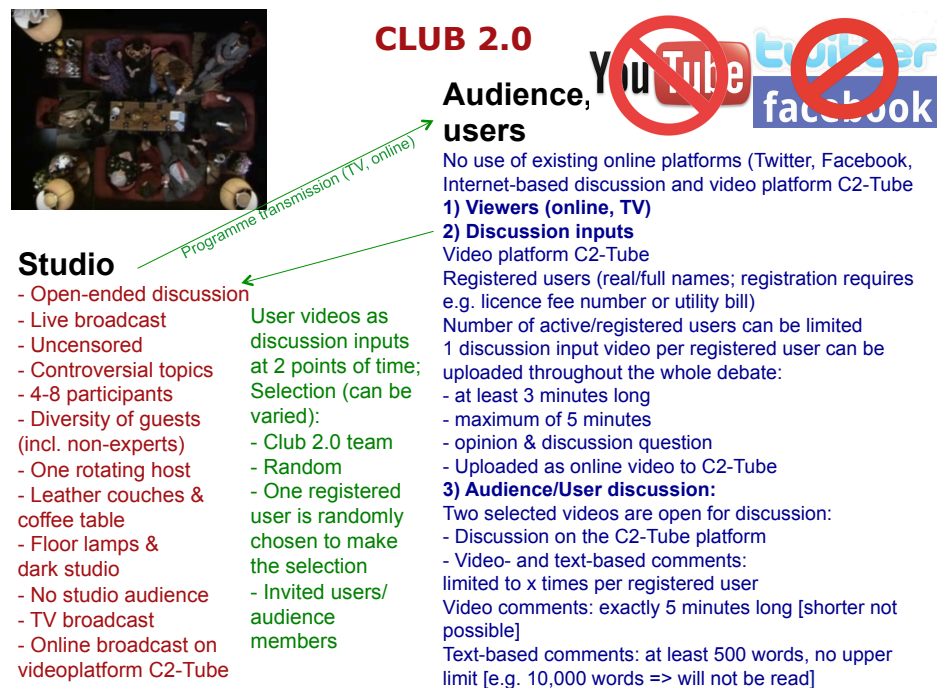 CLUB 2.0
YouTube
twitter
facebook
Audience,
users
Programme transmission (TV, online)
No use of existing online platforms (Twitter, Facebook,
Internet-based discussion and video platform C2-Tube
1) Viewers (online, TV)
2) Discussion inputs
Video platform C2-Tube
Registered users (real/full names; registration requires
e.g. licence fee number or utility bill)
Number of active/registered users can be limited
1 discussion input video per registered user can be
uploaded throughout the whole debate:
- at least 3 minutes long
- maximum of 5 minutes
- opinion & discussion question
- Uploaded as online video to C2-Tube
3) Audience/User discussion:
Two selected videos are open for discussion:
- Discussion on the C2-Tube platform
- Video- and text-based comments:
limited to x times per registered user
Video comments: exactly 5 minutes long [shorter not
possible]
Text-based comments: at least 500 words, no upper
limit [e.g. 10,000 words => will not be read]
Studio
- Open-ended discussion
- Live broadcast
- Uncensored
- Controversial topics
- 4-8 participants
- Diversity of guests
(incl. non-experts)
- One rotating host
- Leather couches &
coffee table
- Floor lamps &
dark studio
- No studio audience
- TV broadcast
- Online broadcast on
videoplatform C2-Tube
User videos as
discussion inputs
at 2 points of time;
Selection (can be
varied):
- Club 2.0 team
- Random
- One registered
user is randomly
chosen to make
the selection
- Invited users/
audience
members